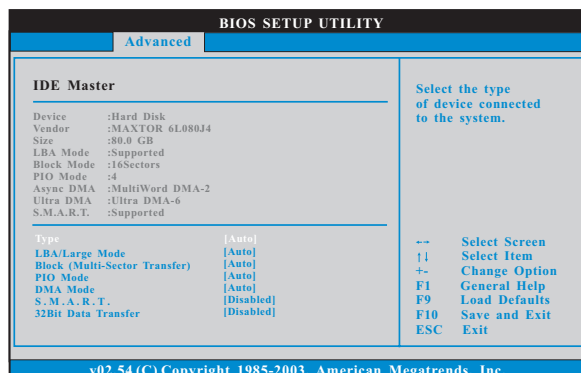 BIOS SETUP UTILITY
Advanced
IDE Master
Device :Hard Disk
Vendor :MAXTOR 6L080J4
Size :80.0 GB
LBA Mode :Supported
Block Mode :16Sectors
PIO Mode :4
Async DMA :MultiWord DMA-2
Ultra DMA :Ultra DMA-6
S.M.A.R.T. :Supported
Type [Auto]
LBA/Large Mode [Auto]
Block (Multi-Sector Transfer) [Auto]
PIO Mode [Auto]
DMA Mode [Auto]
S.M.A.R.T. [Disabled]
32Bit Data Transfer [Disabled]
Select the type
of device connected
to the system.
←→ Select Screen
↑↓ Select Item
+- Change Option
F1 General Help
F9 Load Defaults
F10 Save and Exit
ESC Exit
v02.54 (C) Copyright 1985-2003, American Megatrends, Inc.